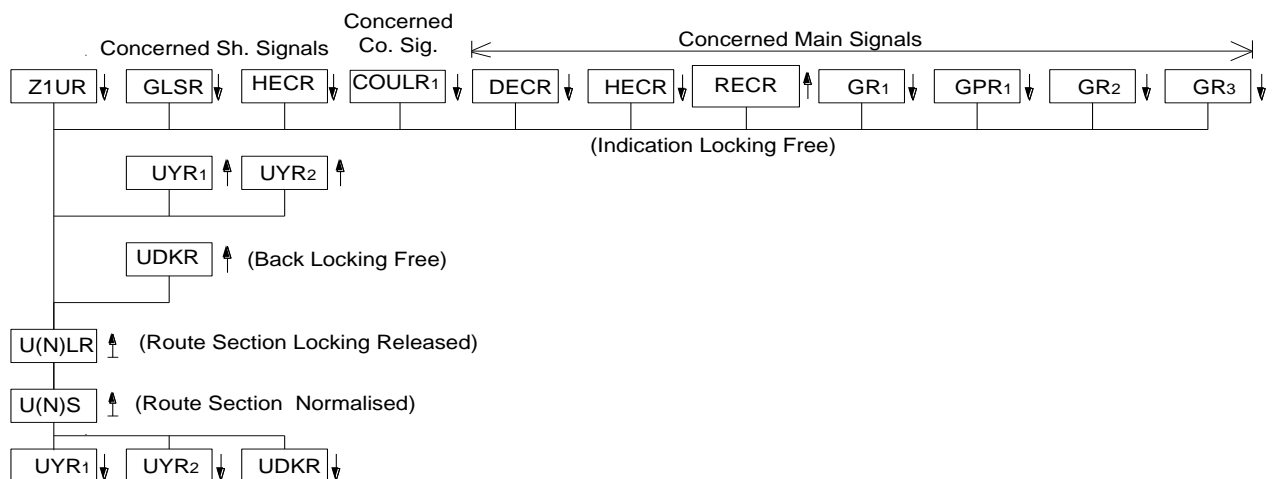 Concerned Sh. Signals
Concerned
Co. Sig.
Concerned Main Signals
Z1UR GLSR HECR COULR1 DECR HECR RECR GR1 GPR1 GR2 GR3
(Indication Locking Free)
UYR1 UYR2
UDKR (Back Locking Free)
U(N)LR (Route Section Locking Released)
U(N)S (Route Section Normalised)
UYR1 UYR2 UDKR